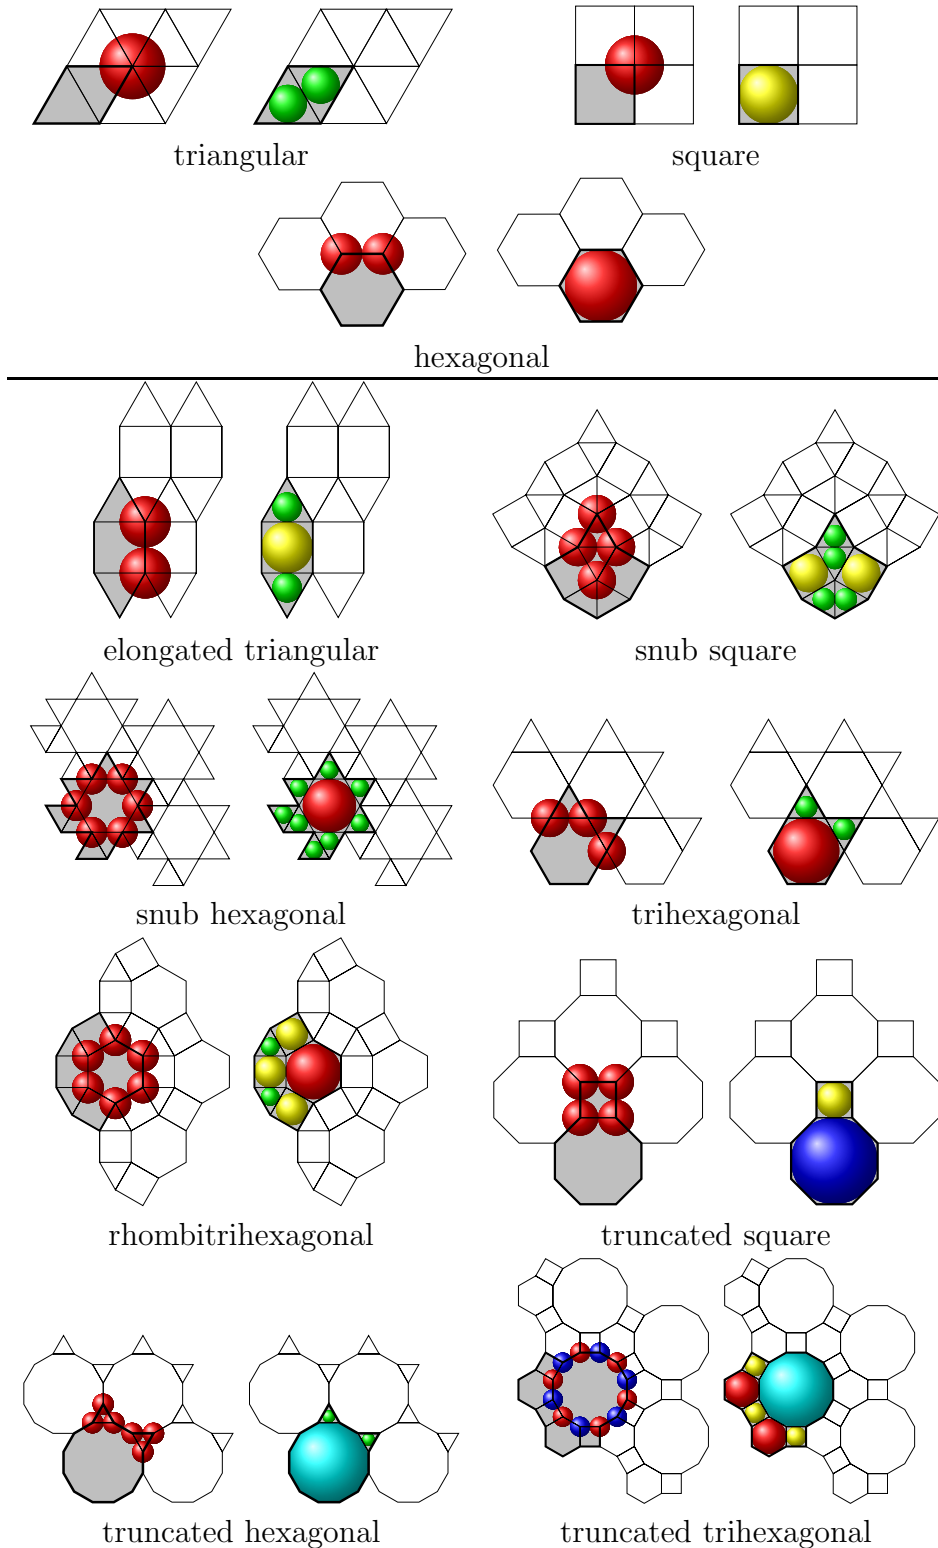 triangular
square
hexagonal
elongated triangular
snub square
snub hexagonal
trihexagonal
rhombitrihexagonal
truncated square
truncated hexagonal
truncated trihexagonal